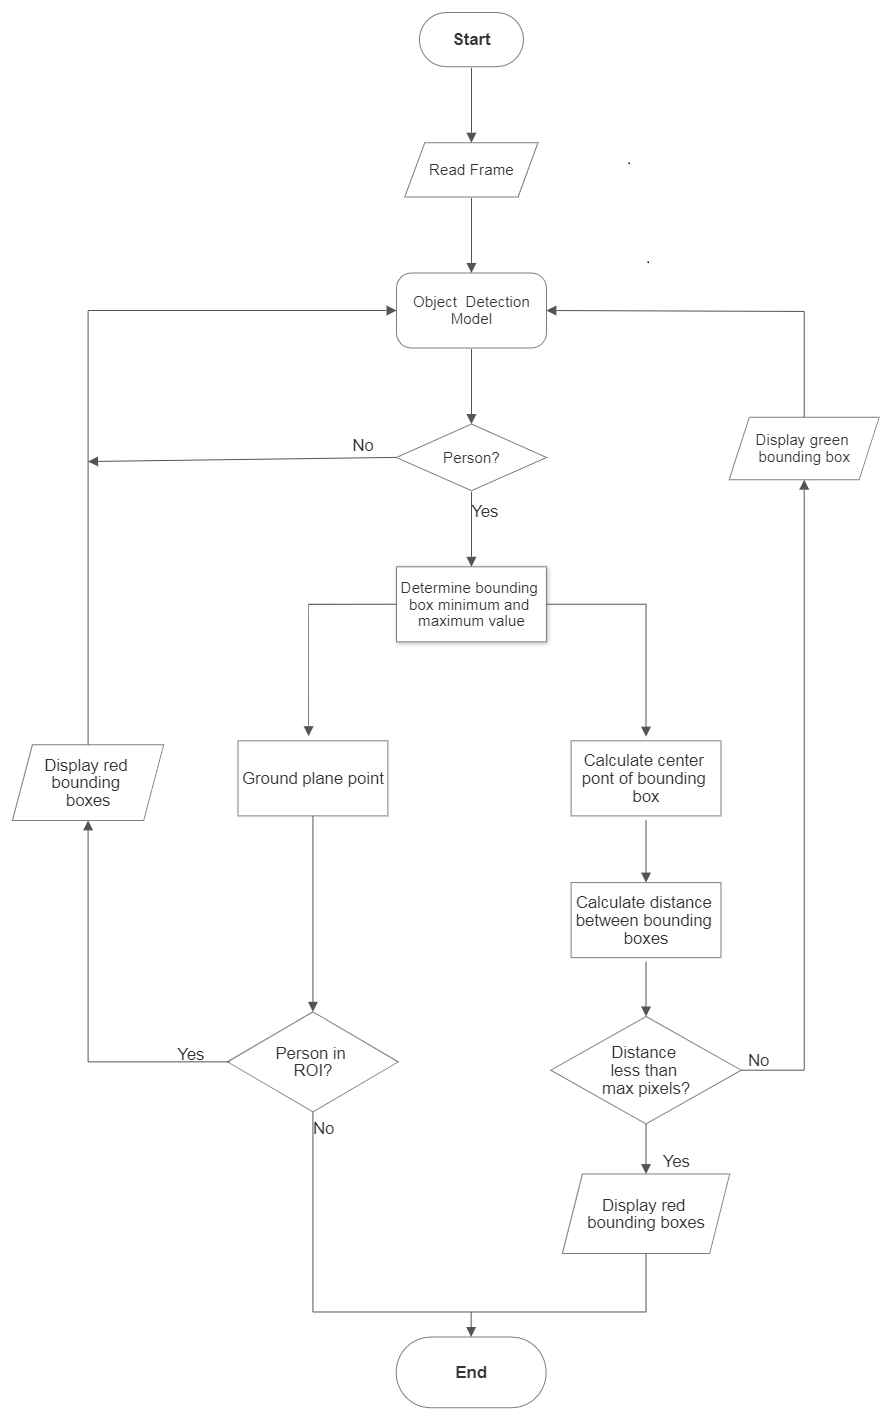 Start
Read Frame
Object Detection
Model
No
Person?
Yes
Display green
bounding box
Determine bounding
box minimum and
maximum value
Display red
bounding
boxes
Ground plane point
Calculate center
pont of bounding
box
Calculate distance
between bounding
boxes
Yes
Person in
ROI?
No
Distance
less than
max pixels?
No
Yes
Display red
bounding boxes
End